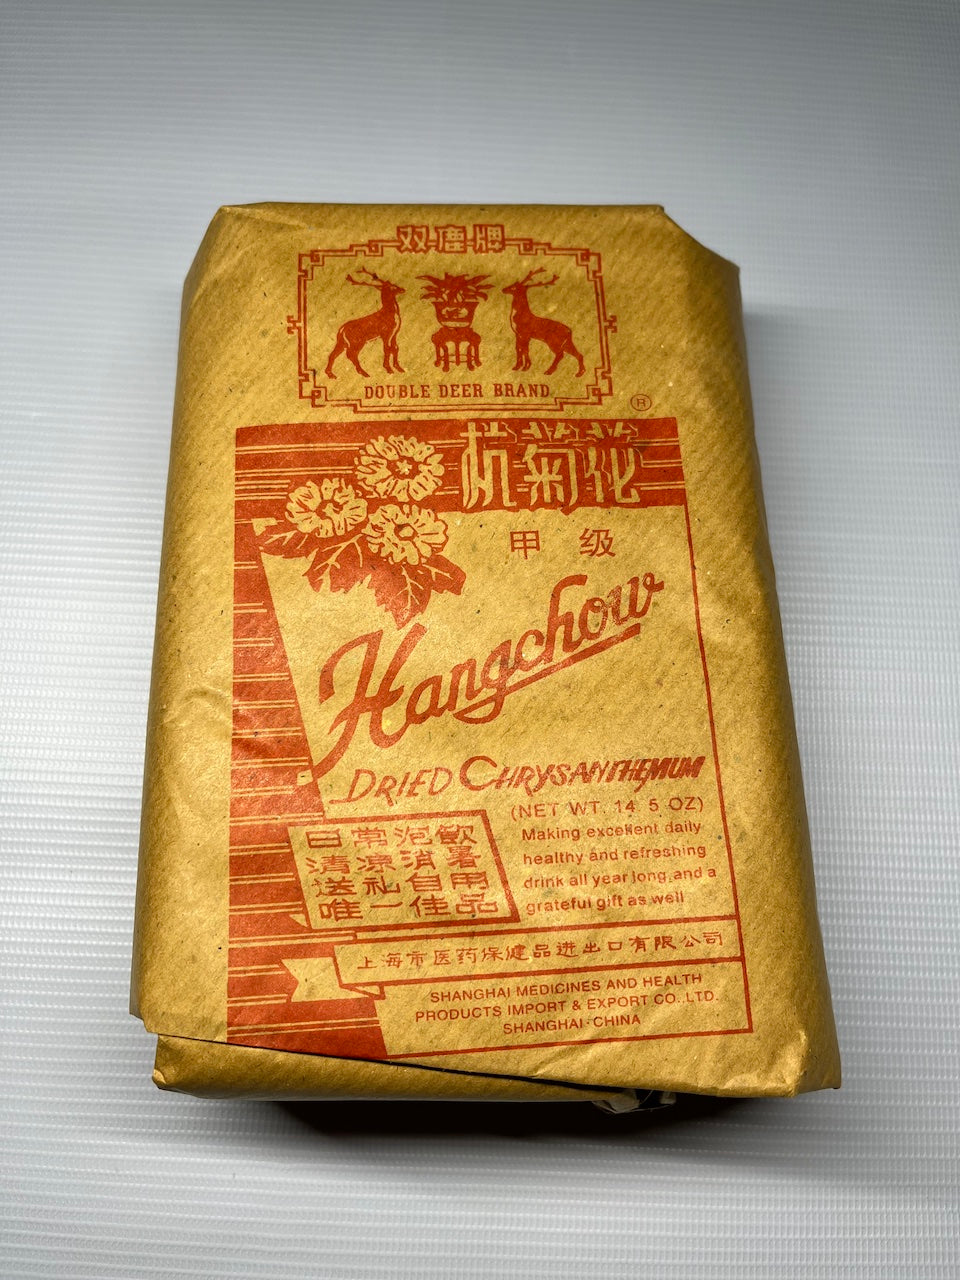 双鹿牌
DOUBLE DEER BRAND
®
杭菊花
甲级
Hangchow
DRIED CHRYSANTHEMUM
(NET WT. 14.5 OZ)
日常泡飲
清凉消暑
送礼自用
唯一佳品
Making excellent daily
healthy and refreshing
drink all year long,and a
grateful gift as well
上海市医药保健品进出口有限公司
SHANGHAI MEDICINES AND HEALTH
PRODUCTS IMPORT & EXPORT CO.,LTD.
SHANGHAI·CHINA